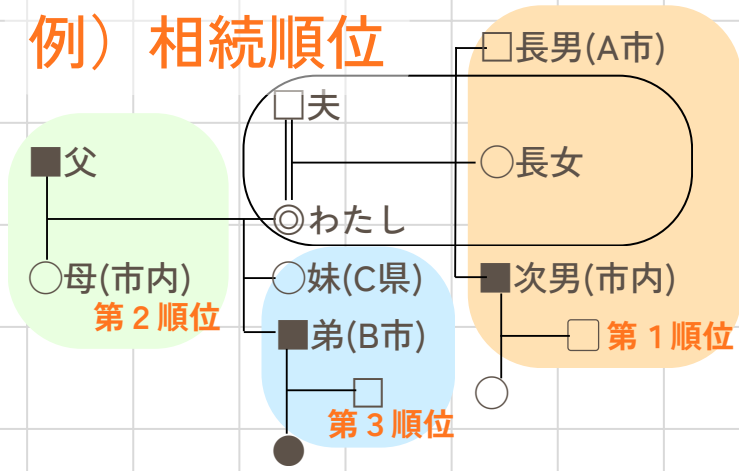 例）相続順位
□長男(A市)
□夫
■父
○長女
◎わたし
○母(市内)
第２順位
○妹(C県)
■次男(市内)
■弟(B市)
第１順位
第３順位